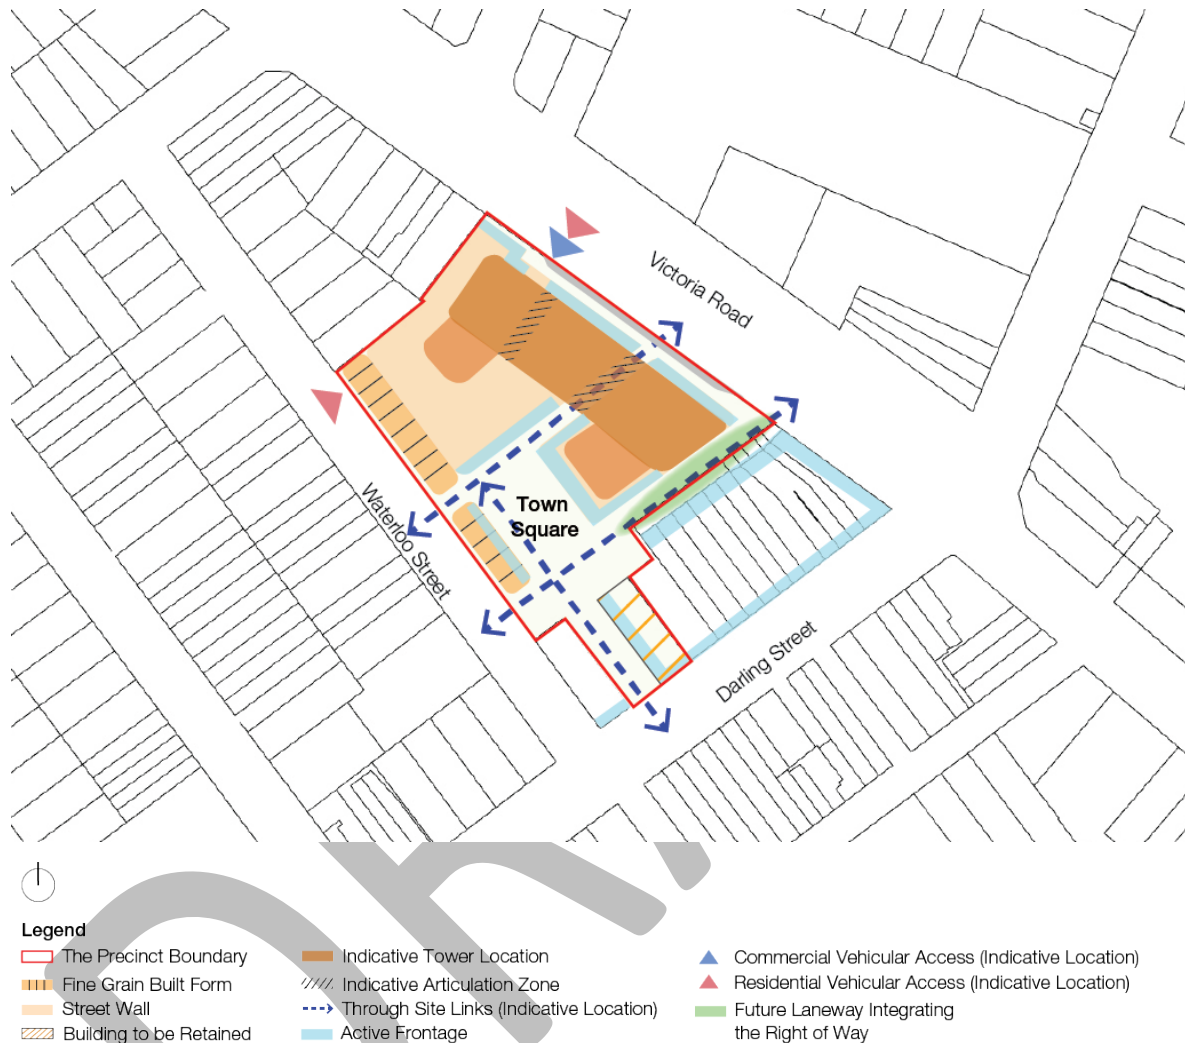 Victoria Road
Waterloo Street
Town
Square
Darling Street
Legend
The Precinct Boundary
Fine Grain Built Form
Street Wall
Building to be Retained
Indicative Tower Location
Indicative Articulation Zone
Through Site Links (Indicative Location)
Active Frontage
Commercial Vehicular Access (Indicative Location)
Residential Vehicular Access (Indicative Location)
Future Laneway Integrating
the Right of Way